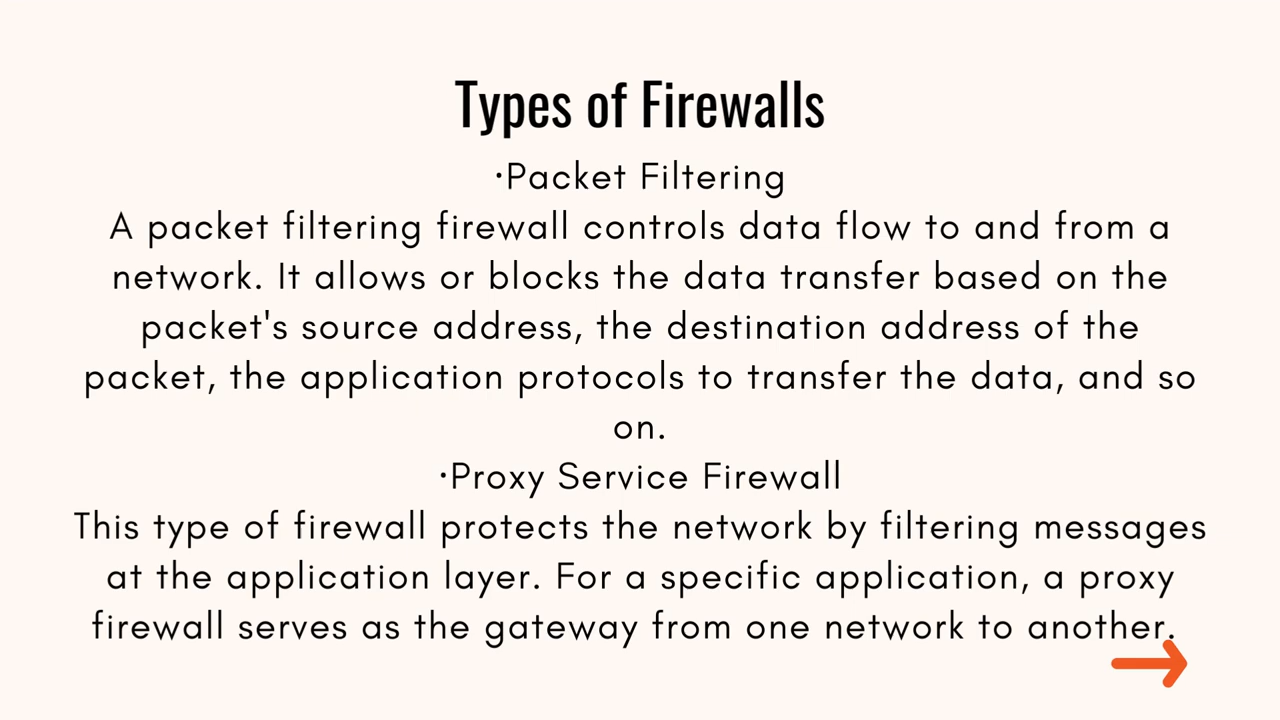 Types of Firewalls
·Packet Filtering
A packet filtering firewall controls data flow to and from a
network. It allows or blocks the data transfer based on the
packet's source address, the destination address of the
packet, the application protocols to transfer the data, and so
on.
·Proxy Service Firewall
This type of firewall protects the network by filtering messages
at the application layer. For a specific application, a proxy
firewall serves as the gateway from one network to another.